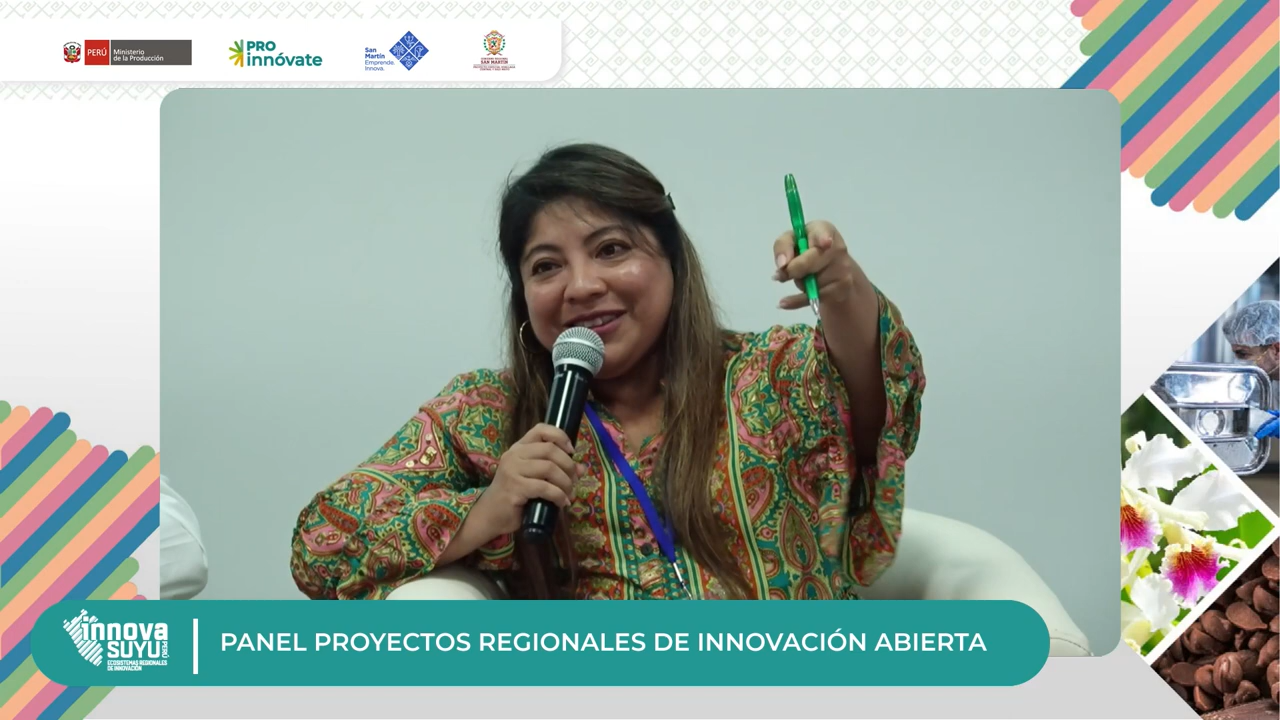 PERÚ
Ministerio
de la Producción
PRO
innóvate
San
Martín
Emprende.
Innova.
SAN MARTÍN
innova
SUYU
PERÚ
ECOSISTEMAS REGIONALES
DE INNOVACIÓN
PANEL PROYECTOS REGIONALES DE INNOVACIÓN ABIERTA